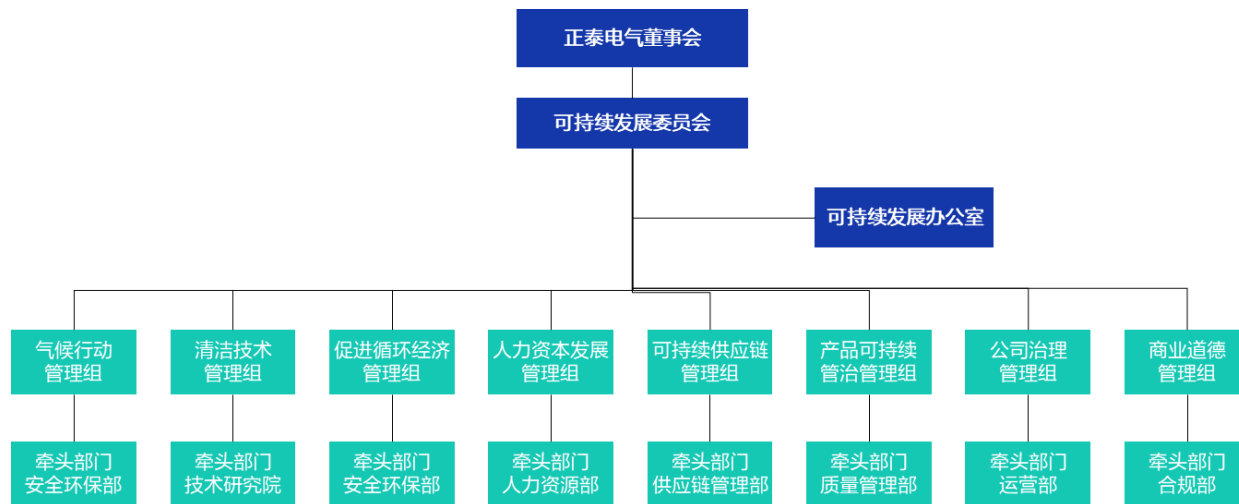 正泰电气董事会
可持续发展委员会
可持续发展办公室
气候行动
管理组
清洁技术
管理组
促进循环经济
管理组
人力资本发展
管理组
可持续供应链
管理组
产品可持续
管治管理组
公司治理
管理组
商业道德
管理组
牵头部门
安全环保部
牵头部门
技术研究院
牵头部门
安全环保部
牵头部门
人力资源部
牵头部门
供应链管理部
牵头部门
质量管理部
牵头部门
运营部
牵头部门
合规部